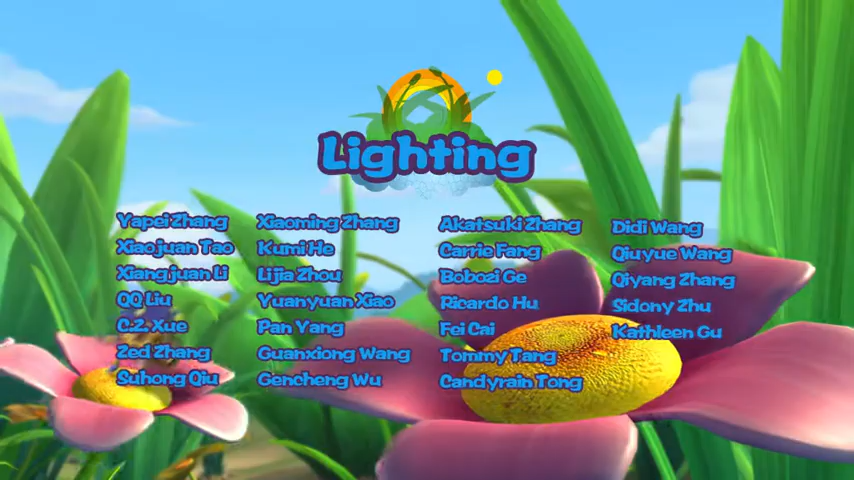 Lighting
Yapei Zhang
Xiaojuan Tao
Xiangjuan Li
QQ Liu
C.Z. Xue
Zed Zhang
Suhong Qiu
Xiaoming Zhang
Kumi He
Lijia Zhou
Yuanyuan Xiao
Pan Yang
Guanxiong Wang
Gencheng Wu
Akatsuki Zhang
Carrie Fang
Bobozi Ge
Ricardo Hu
Fei Cai
Tommy Tang
Candyrain Tong
Didi Wang
Qiuyue Wang
Qiyang Zhang
Sidony Zhu
Kathleen Gu